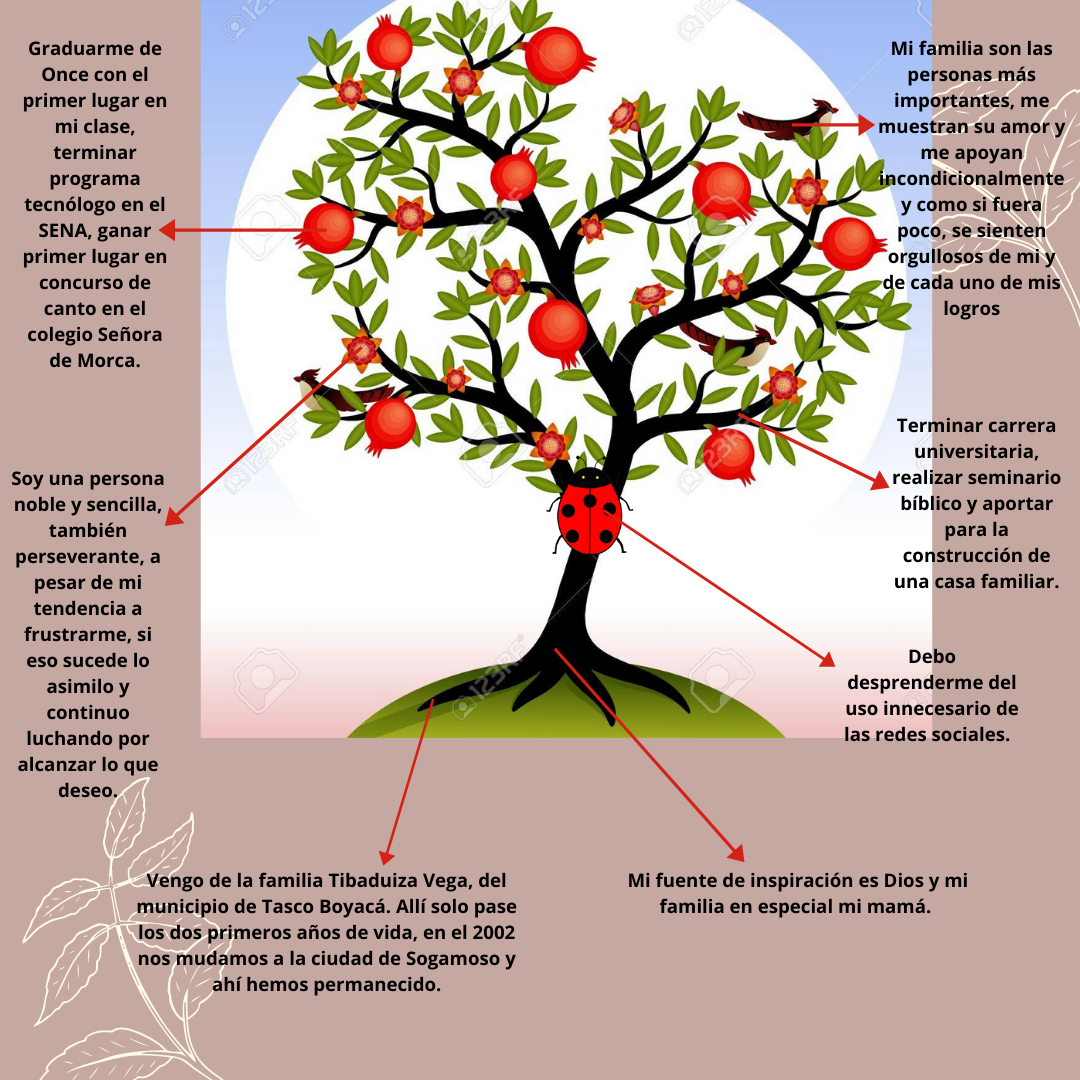 Graduarme de
Once con el
primer lugar en
mi clase,
terminar
programa
tecnólogo en el
SENA, ganar
primer lugar en
concurso de
canto en el
colegio Señora
de Morca.
Mi familia son las
personas más
importantes, me
muestran su amor y
me apoyan
incondicionalmente
y como si fuera
poco, se sienten
orgullosos de mi y
de cada uno de mis
logros
Soy una persona
noble y sencilla,
también
perseverante, a
pesar de mi
tendencia a
frustrarme, si
eso sucede lo
asimilo y
continuo
luchando por
alcanzar lo que
deseo.
Terminar carrera
universitaria,
realizar seminario
bíblico y aportar
para la
construcción de
una casa familiar.
Debo
desprenderme del
uso innecesario de
las redes sociales.
Vengo de la familia Tibaduiza Vega, del
municipio de Tasco Boyacá. Allí solo pase
los dos primeros años de vida, en el 2002
nos mudamos a la ciudad de Sogamoso y
ahí hemos permanecido.
Mi fuente de inspiración es Dios y mi
familia en especial mi mamá.
123RF
123RF
123RF
123RF
123RF
123RF